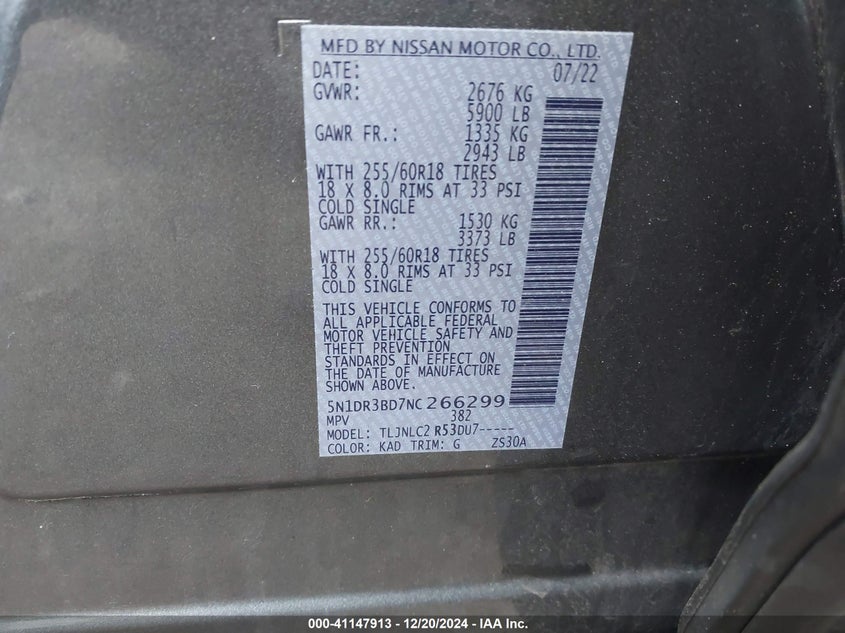 MFD BY NISSAN MOTOR CO., LTD.
DATE: 07/22
GVWR: 2676 KG
5900 LB
GAWR FR.: 1335 KG
2943 LB
WITH 255/60R18 TIRES
18 X 8.0 RIMS AT 33 PSI
COLD SINGLE
GAWR RR.: 1530 KG
3373 LB
WITH 255/60R18 TIRES
18 X 8.0 RIMS AT 33 PSI
COLD SINGLE
THIS VEHICLE CONFORMS TO
ALL APPLICABLE FEDERAL
MOTOR VEHICLE SAFETY AND
THEFT PREVENTION
STANDARDS IN EFFECT ON
THE DATE OF MANUFACTURE
SHOWN ABOVE.
5N1DR3BD7NC266299
MPV 382
MODEL: TLJNLC2 R53DU7-----
COLOR: KAD TRIM: G ZS30A
000-41147913 - 12/20/2024 - IAA Inc.